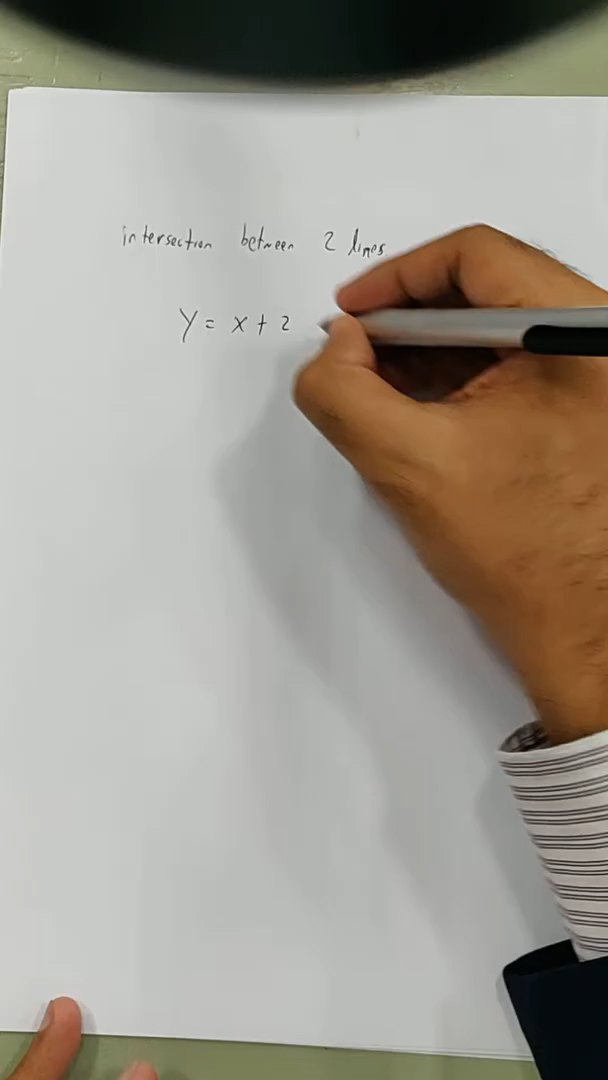 intersection between 2 lines
y = x + 2